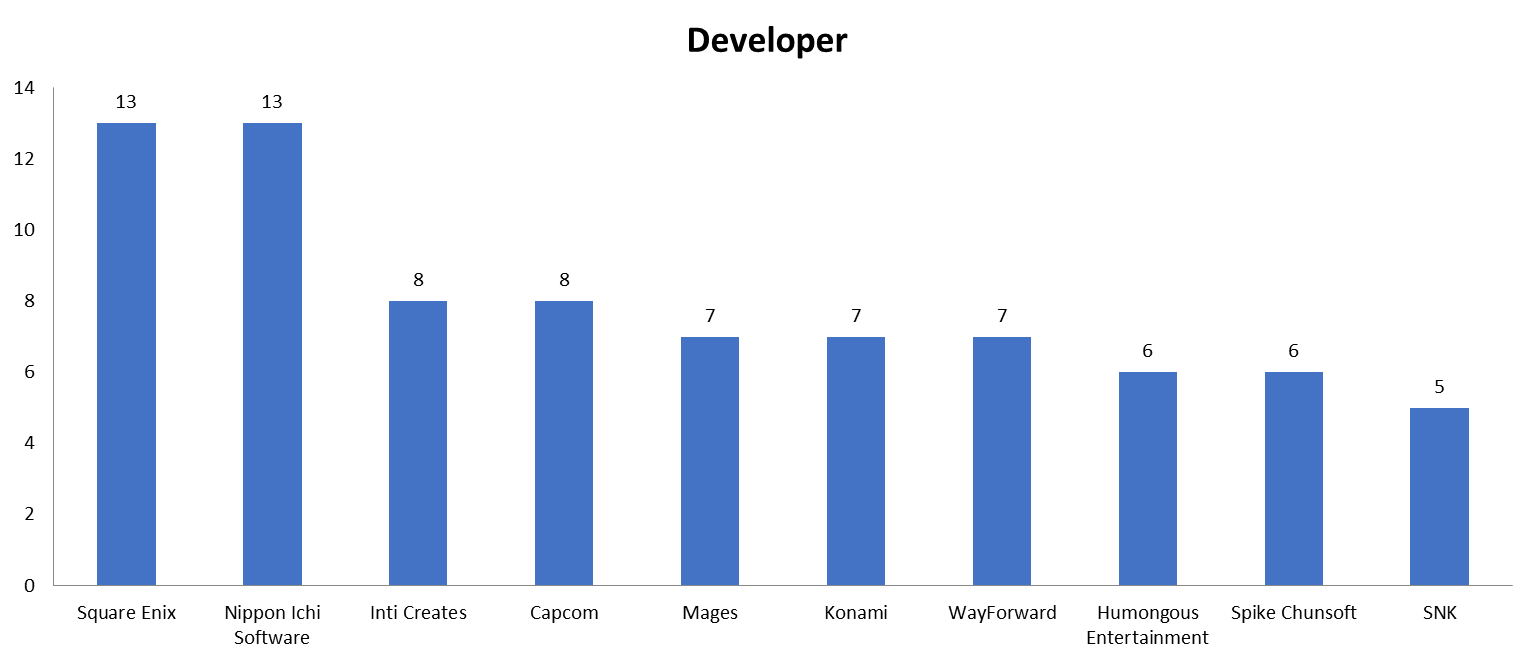 Developer
14
12
10
8
6
4
2
0
13
13
8
8
7
7
7
6
6
5
Square Enix
Nippon Ichi
Software
Inti Creates
Capcom
Mages
Konami
WayForward
Humongous
Entertainment
Spike Chunsoft
SNK